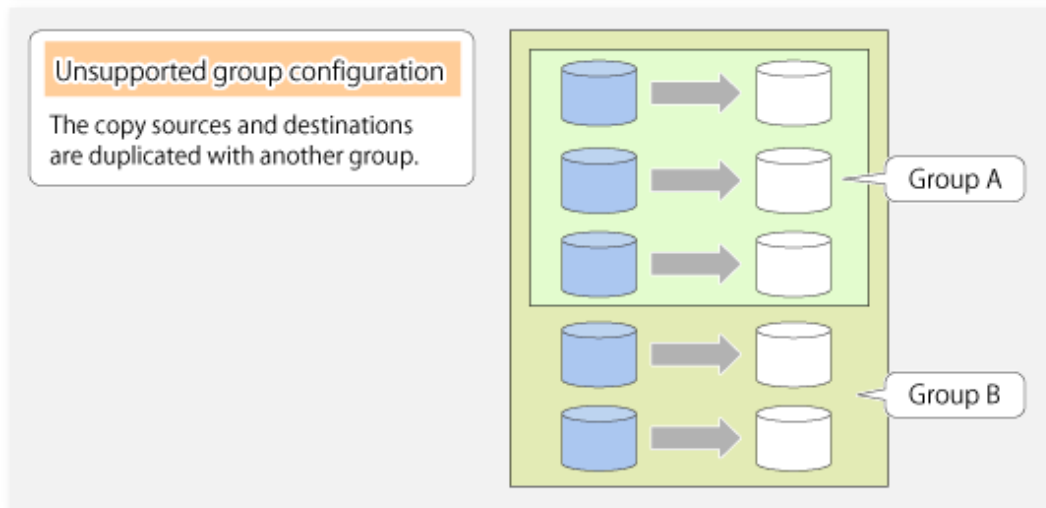 Unsupported group configuration
The copy sources and destinations
are duplicated with another group.
Group A
Group B